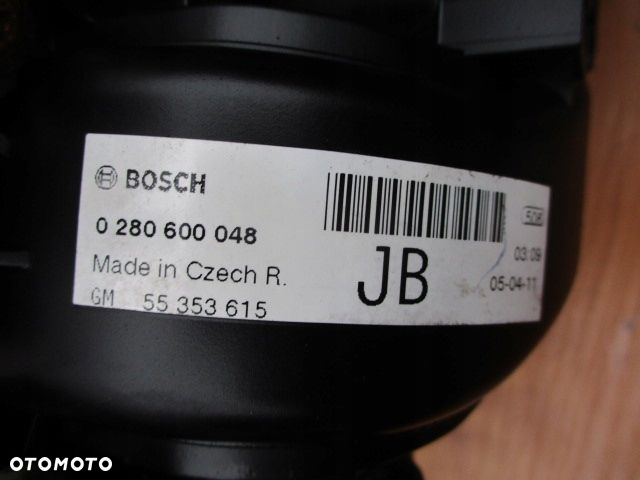 BOSCH
0 280 600 048
Made in Czech R.
GM 55 353 615
JB
508
03:09
05-04-11
OTOMOTO